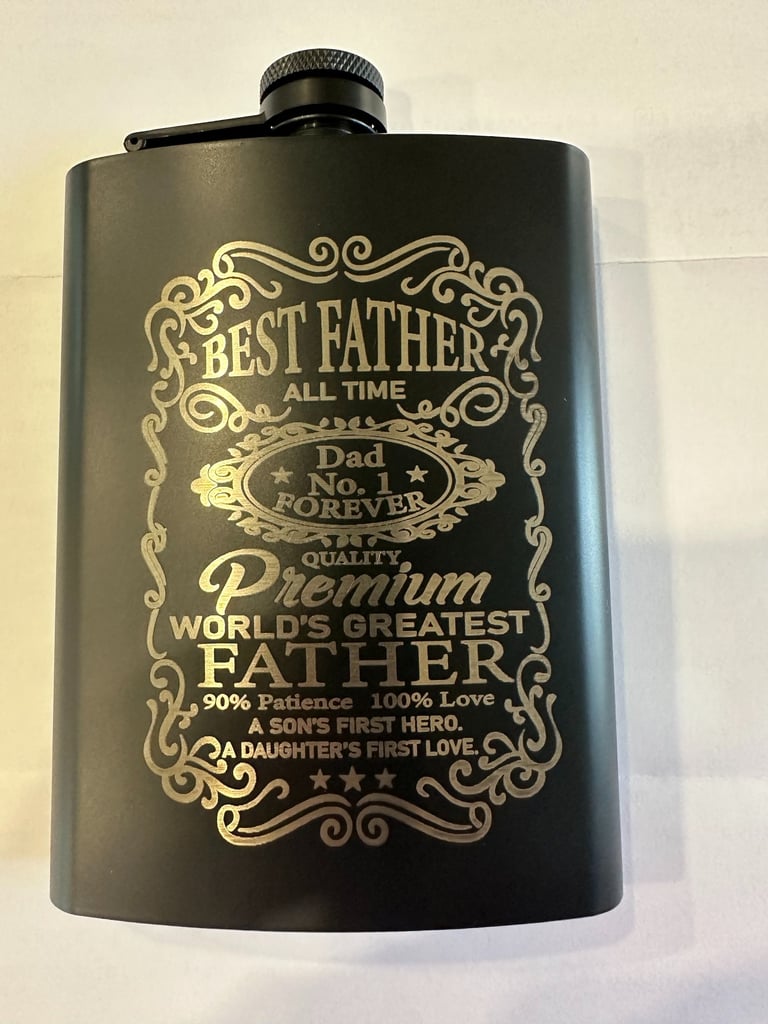 BEST FATHER
ALL TIME
Dad
No. 1
FOREVER
QUALITY
Premium
WORLD'S GREATEST
FATHER
90% Patience 100% Love
A SON'S FIRST HERO.
A DAUGHTER'S FIRST LOVE.